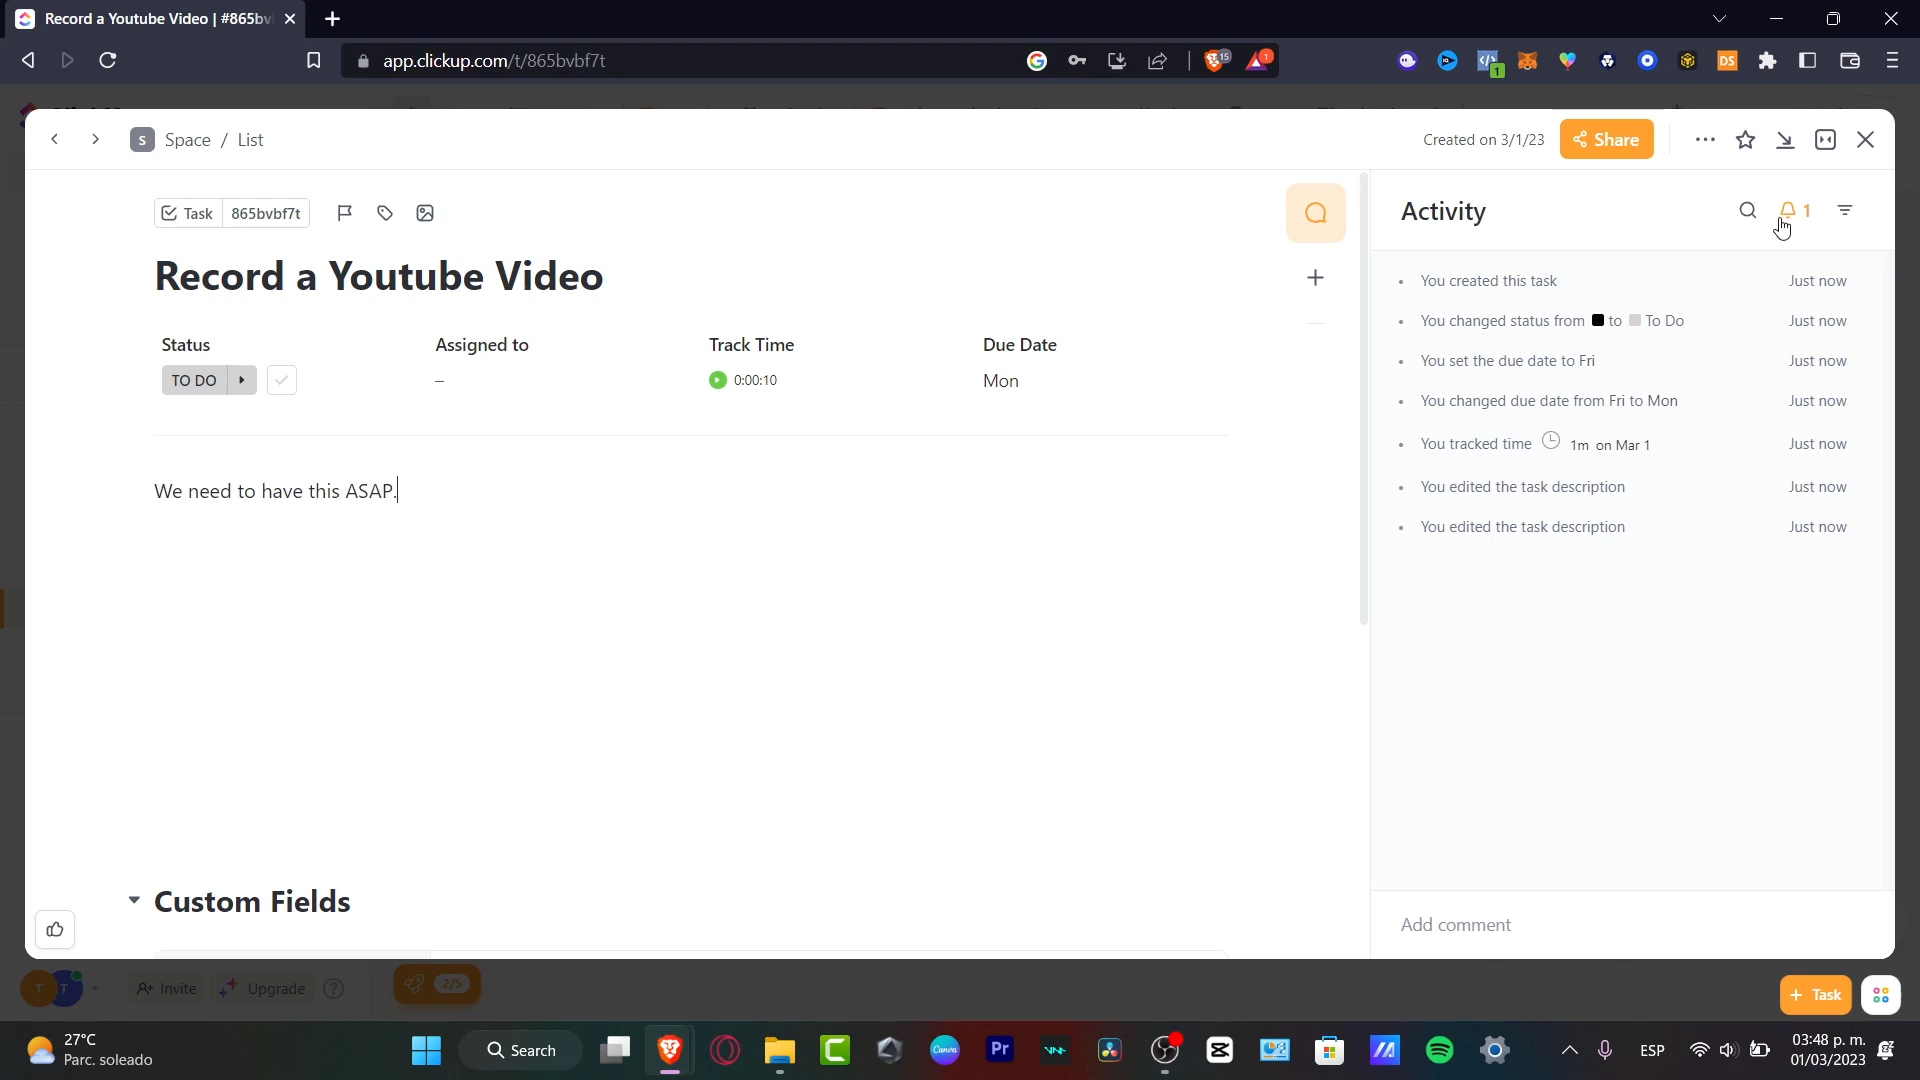 Record a Youtube Video | #865bv
app.clickup.com/t/865bvbf7t
15
1
1
DS
S Space / List
Created on 3/1/23
Share
Task 865bvbf7t
Record a Youtube Video
Status
Assigned to
Track Time
Due Date
TO DO
–
0:00:10
Mon
We need to have this ASAP.
Custom Fields
Activity
1
You created this task Just now
You changed status from to To Do Just now
You set the due date to Fri Just now
You changed due date from Fri to Mon Just now
You tracked time 1m on Mar 1 Just now
You edited the task description Just now
You edited the task description Just now
Add comment
T T
Invite
Upgrade
?
2/5
+ Task
27°C
Parc. soleado
Search
Canva
Pr
ESP
03:48 p. m.
01/03/2023